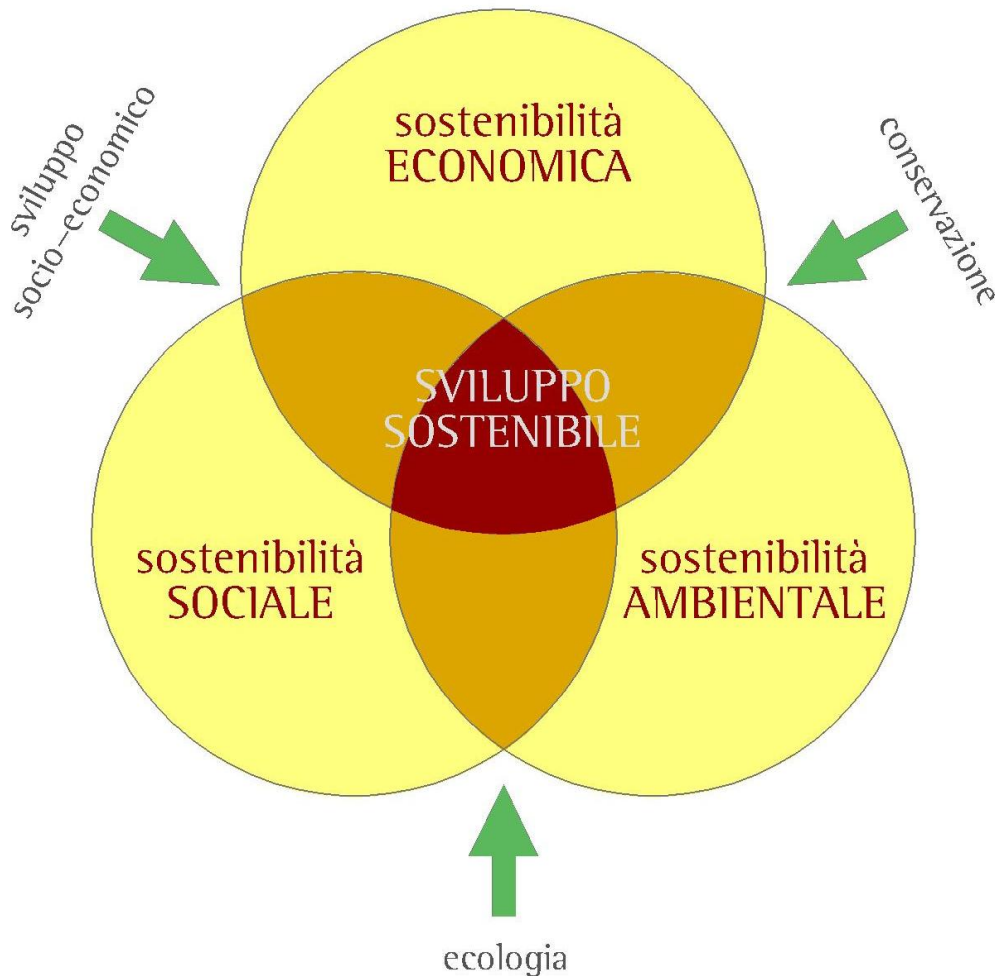 sostenibilità
ECONOMICA
sviluppo
socio-economico
conservazione
SVILUPPO
SOSTENIBILE
sostenibilità
SOCIALE
sostenibilità
AMBIENTALE
ecologia